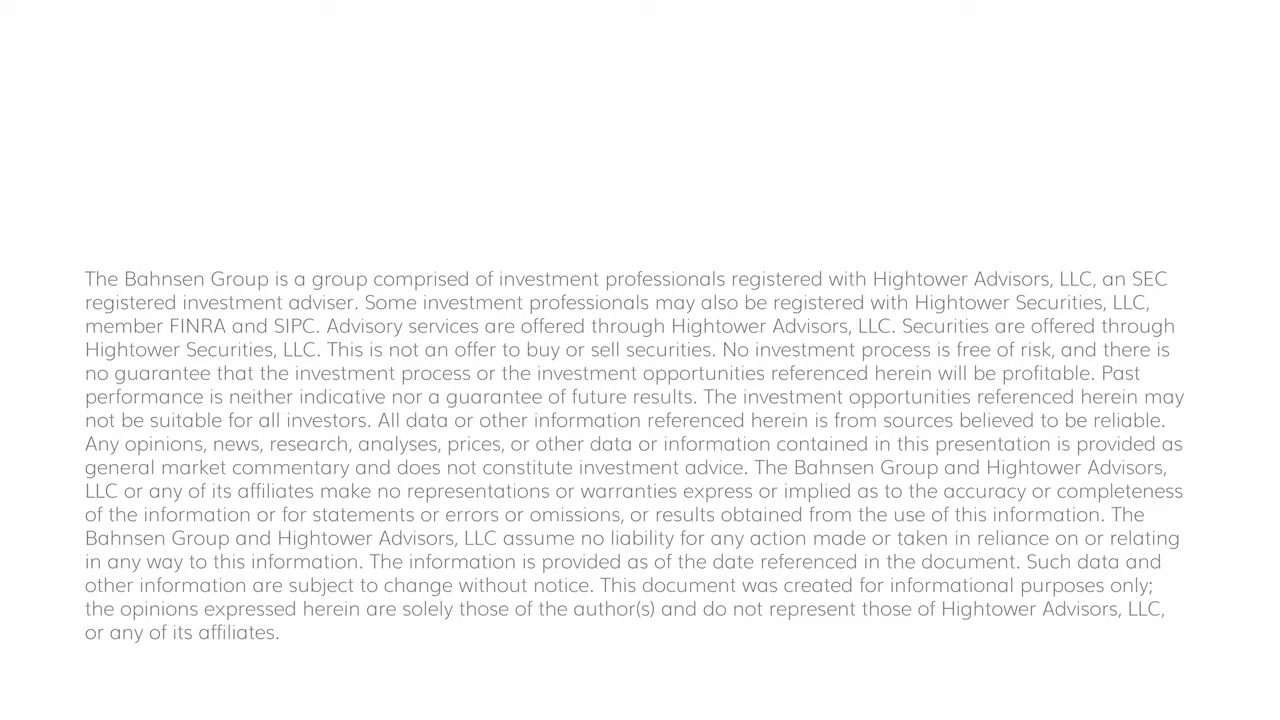 The Bahnsen Group is a group comprised of investment professionals registered with Hightower Advisors, LLC, an SEC
registered investment adviser. Some investment professionals may also be registered with Hightower Securities, LLC,
member FINRA and SIPC. Advisory services are offered through Hightower Advisors, LLC. Securities are offered through
Hightower Securities, LLC. This is not an offer to buy or sell securities. No investment process is free of risk, and there is
no guarantee that the investment process or the investment opportunities referenced herein will be profitable. Past
performance is neither indicative nor a guarantee of future results. The investment opportunities referenced herein may
not be suitable for all investors. All data or other information referenced herein is from sources believed to be reliable.
Any opinions, news, research, analyses, prices, or other data or information contained in this presentation is provided as
general market commentary and does not constitute investment advice. The Bahnsen Group and Hightower Advisors,
LLC or any of its affiliates make no representations or warranties express or implied as to the accuracy or completeness
of the information or for statements or errors or omissions, or results obtained from the use of this information. The
Bahnsen Group and Hightower Advisors, LLC assume no liability for any action made or taken in reliance on or relating
in any way to this information. The information is provided as of the date referenced in the document. Such data and
other information are subject to change without notice. This document was created for informational purposes only;
the opinions expressed herein are solely those of the author(s) and do not represent those of Hightower Advisors, LLC,
or any of its affiliates.